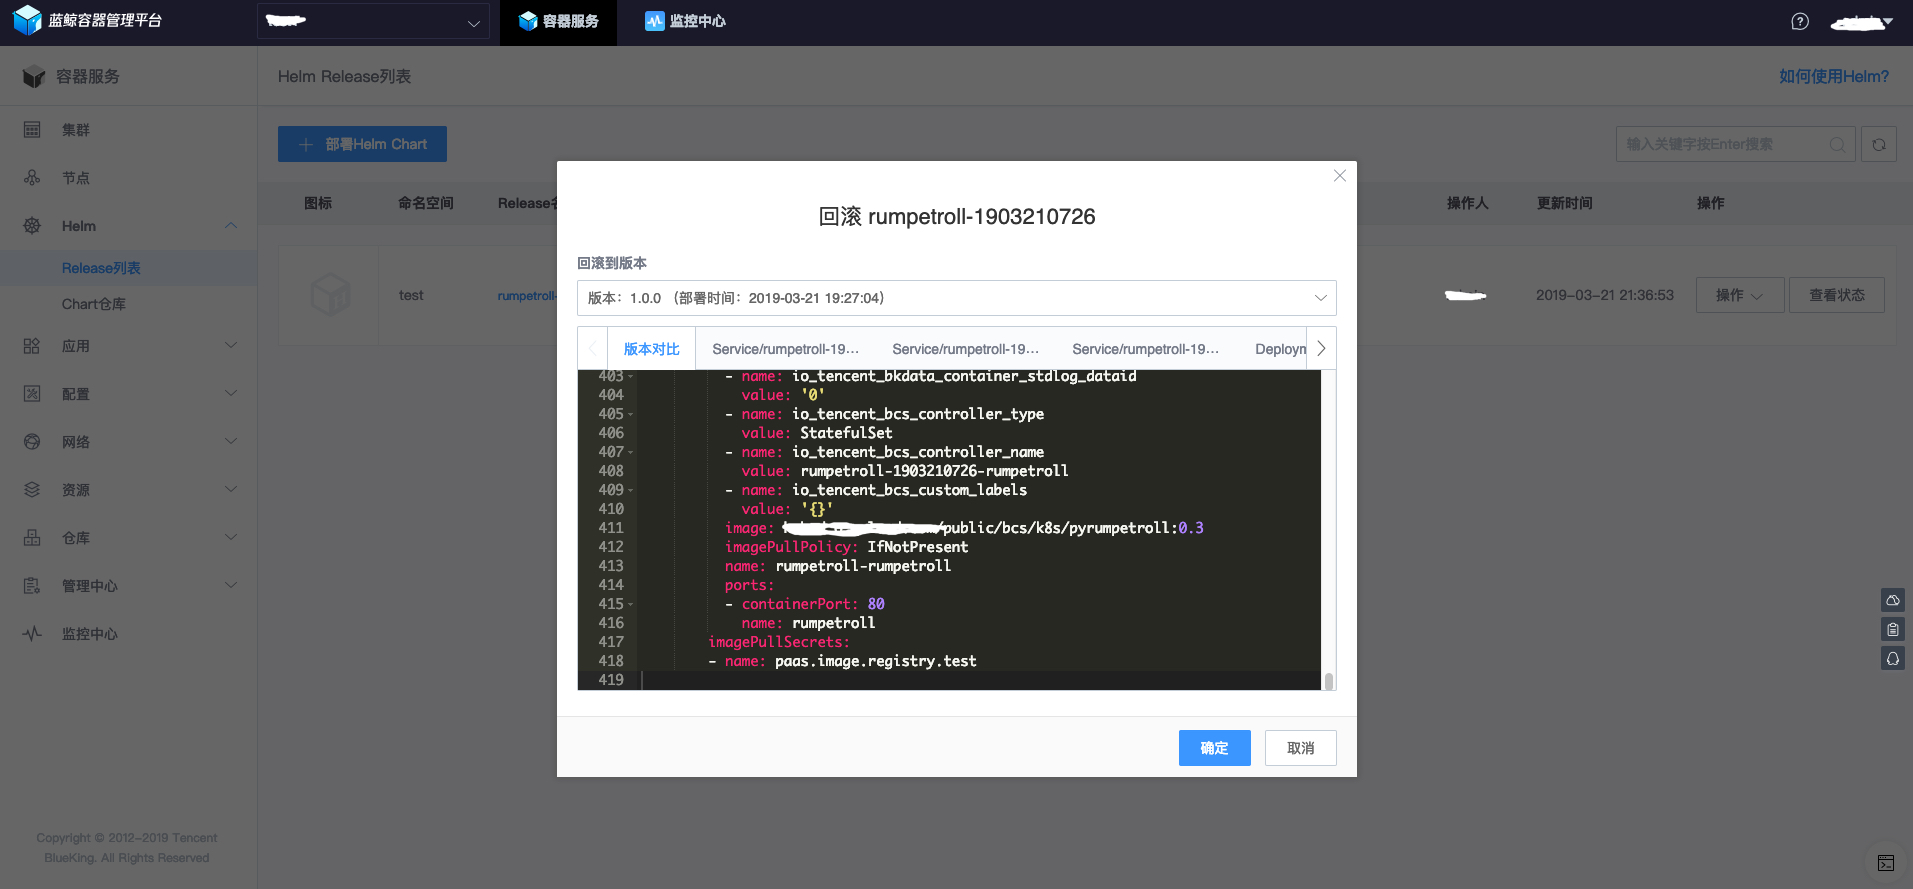 蓝鲸容器管理平台
容器服务
监控中心
容器服务
Helm Release列表
如何使用Helm?
集群
节点
Helm
Release列表
Chart仓库
应用
配置
网络
资源
仓库
管理中心
监控中心
部署Helm Chart
输入关键字按Enter搜索
图标
命名空间
Release名
操作人
更新时间
操作
test
rumpetroll-
2019-03-21 21:36:53
操作
查看状态
回滚 rumpetroll-1903210726
回滚到版本
版本：1.0.0 （部署时间：2019-03-21 19:27:04）
版本对比
Service/rumpetroll-19...
Service/rumpetroll-19...
Service/rumpetroll-19...
Deploym
403 - name: io_tencent_bkdata_container_stdlog_dataid
404 value: '0'
405 - name: io_tencent_bcs_controller_type
406 value: StatefulSet
407 - name: io_tencent_bcs_controller_name
408 value: rumpetroll-1903210726-rumpetroll
409 - name: io_tencent_bcs_custom_labels
410 value: '{}'
411 image: /public/bcs/k8s/pyrumpetroll:0.3
412 imagePullPolicy: IfNotPresent
413 name: rumpetroll-rumpetroll
414 ports:
415 - containerPort: 80
416 name: rumpetroll
417 imagePullSecrets:
418 - name: paas.image.registry.test
419
确定
取消
Copyright © 2012-2019 Tencent
BlueKing. All Rights Reserved